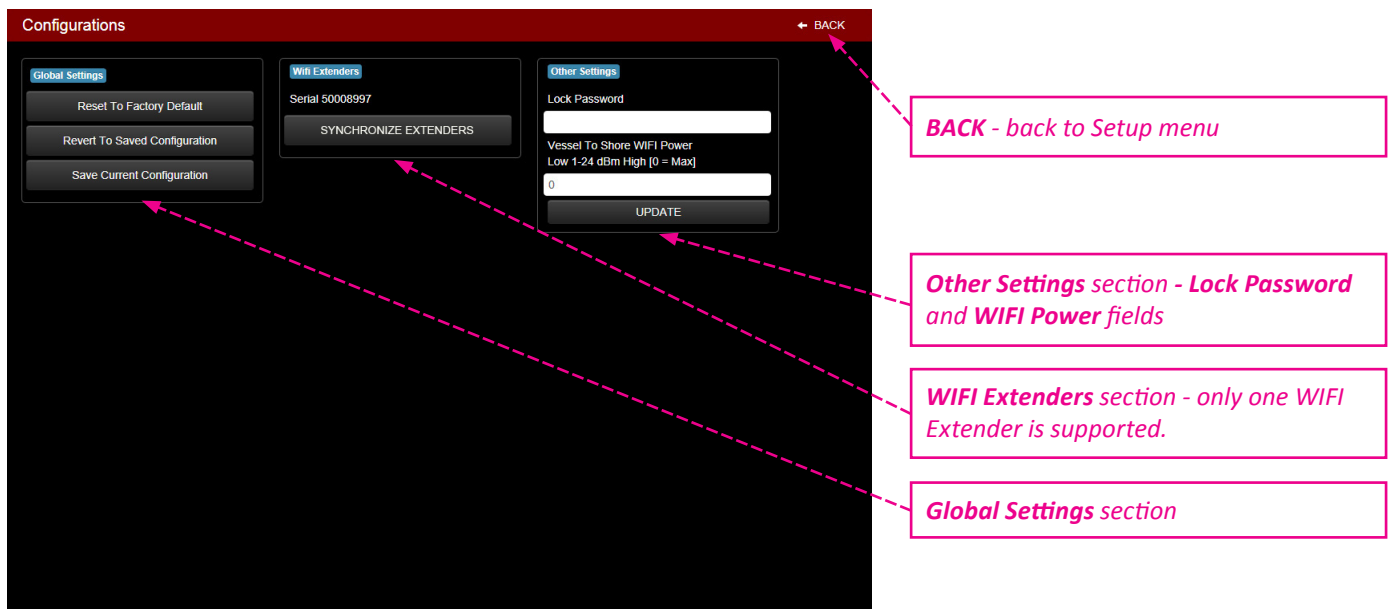 Configurations
BACK
Global Settings
Reset To Factory Default
Revert To Saved Configuration
Save Current Configuration
Wifi Extenders
Serial 50008997
SYNCHRONIZE EXTENDERS
Other Settings
Lock Password
Vessel To Shore WIFI Power
Low 1-24 dBm High [0 = Max]
0
UPDATE
BACK - back to Setup menu
Other Settings section - Lock Password
and WIFI Power fields
WIFI Extenders section - only one WIFI
Extender is supported.
Global Settings section